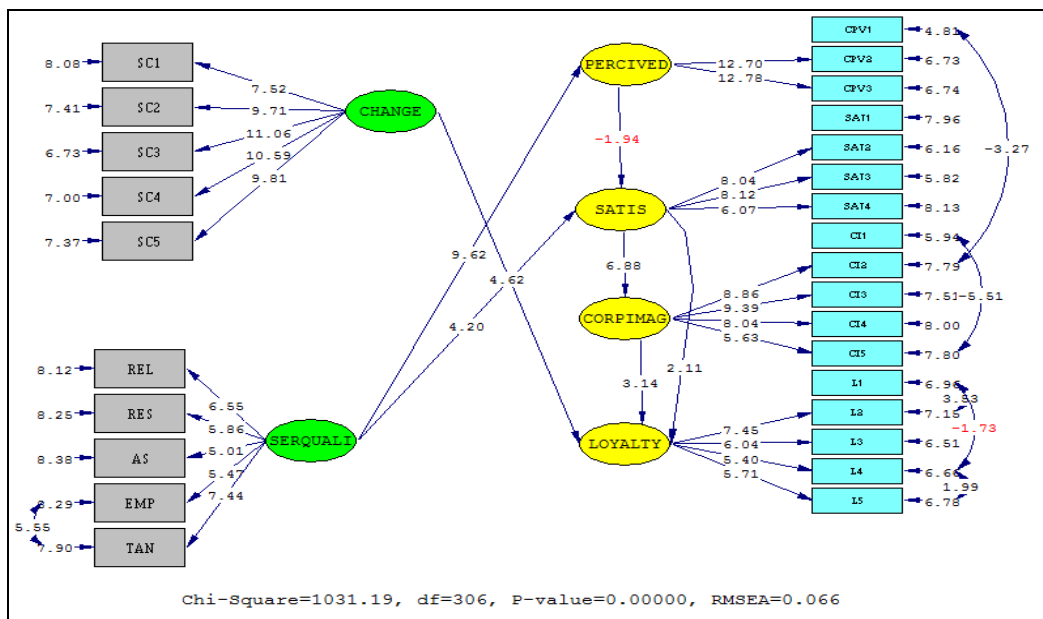 8.08 SC1
7.41 SC2
6.73 SC3
7.00 SC4
7.37 SC5
7.52
9.71
11.06
10.59
9.81
CHANGE
8.12 REL
8.25 RES
8.38 AS
8.29 EMP
7.90 TAN
5.55
6.55
5.86
5.01
5.47
7.44
SERQUALI
9.62
4.62
4.20
PERCIVED
-1.94
SATIS
6.88
CORPIMAG
3.14
2.11
LOYALTY
12.70
12.78
8.04
8.12
6.07
8.86
9.39
8.04
5.63
7.45
6.04
5.40
5.71
CPV1 4.81
CPV2 6.73
CPV3 6.74
SAT1 7.96
SAT2 6.16
SAT3 5.82
SAT4 8.13
CI1 5.94
CI2 7.79
CI3 7.51
CI4 8.00
CI5 7.80
L1 6.96
L2 7.15
L3 6.51
L4 6.66
L5 6.78
-3.27
-5.51
3.53
-1.73
1.99
Chi-Square=1031.19, df=306, P-value=0.00000, RMSEA=0.066